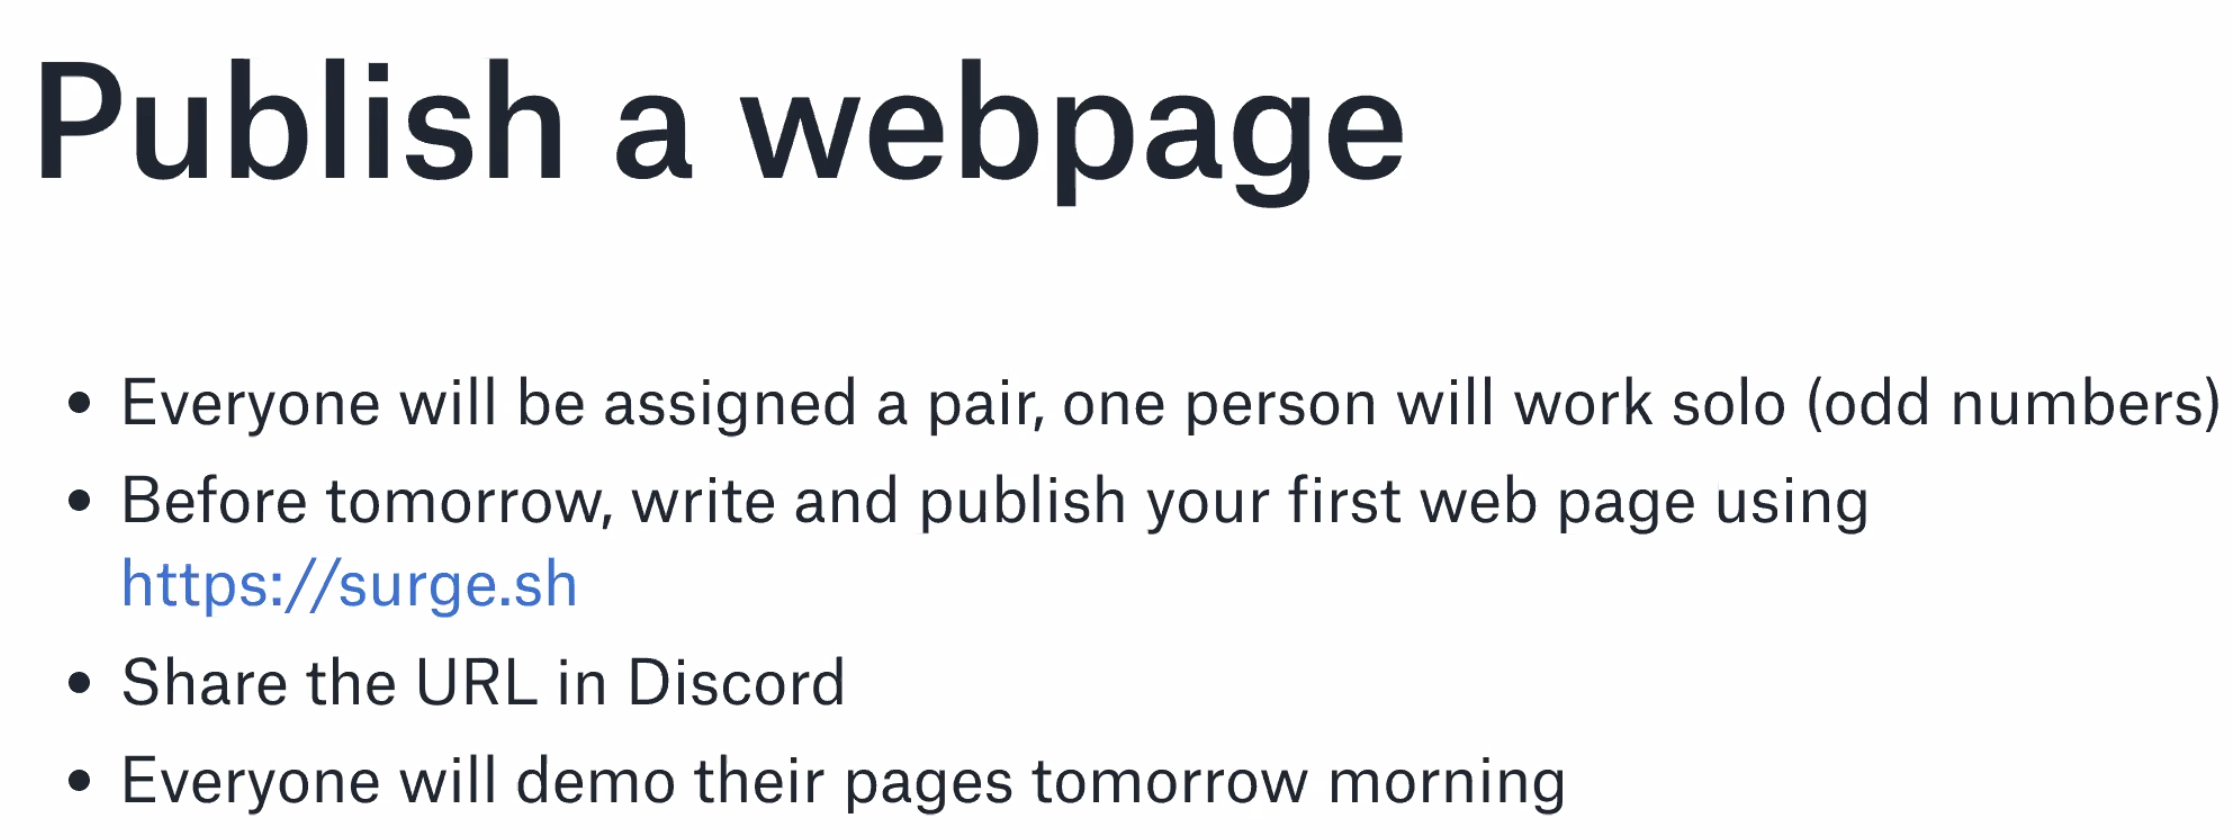 Publish a webpage
• Everyone will be assigned a pair, one person will work solo (odd numbers)
• Before tomorrow, write and publish your first web page using
https://surge.sh
• Share the URL in Discord
• Everyone will demo their pages tomorrow morning